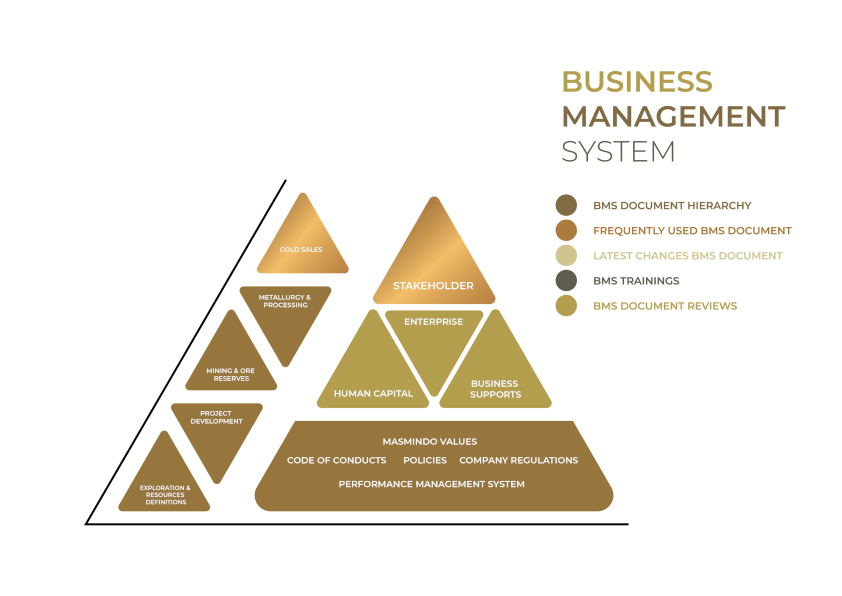 BUSINESS
MANAGEMENT
SYSTEM
BMS DOCUMENT HIERARCHY
FREQUENTLY USED BMS DOCUMENT
LATEST CHANGES BMS DOCUMENT
BMS TRAININGS
BMS DOCUMENT REVIEWS
GOLD SALES
METALLURGY &
PROCESSING
MINING & ORE
RESERVES
PROJECT
DEVELOPMENT
EXPLORATION &
RESOURCES
DEFINITIONS
STAKEHOLDER
ENTERPRISE
HUMAN CAPITAL
BUSINESS
SUPPORTS
MASMINDO VALUES
CODE OF CONDUCTS POLICIES COMPANY REGULATIONS
PERFORMANCE MANAGEMENT SYSTEM